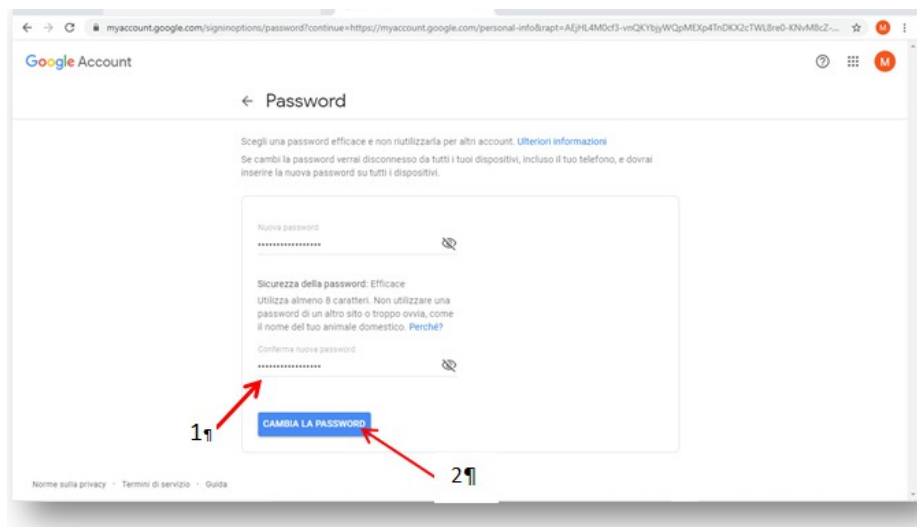 myaccount.google.com/signinoptions/password?continue=https://myaccount.google.com/personal-info&rapt=AEjHL4M0cf3-vnQKYbjyWQpMEXp4TnDKX2cTWL8re0-KNvM8cZ-...
M
Google Account
M
← Password
Scegli una password efficace e non riutilizzarla per altri account. Ulteriori informazioni
Se cambi la password verrai disconnesso da tutti i tuoi dispositivi, incluso il tuo telefono, e dovrai
inserire la nuova password su tutti i dispositivi.
Nuova password
•••••••••••••••••
Sicurezza della password: Efficace
Utilizza almeno 8 caratteri. Non utilizzare una
password di un altro sito o troppo ovvia, come
il nome del tuo animale domestico. Perché?
Conferma nuova password
•••••••••••••••••
CAMBIA LA PASSWORD
1¶
2¶
Norme sulla privacy · Termini di servizio · Guida